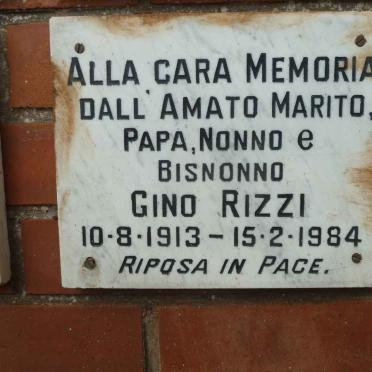 ALLA CARA MEMORIA
DALL'AMATO MARITO,
PAPA, NONNO e
BISNONNO
GINO RIZZI
10-8-1913 – 15-2-1984
RIPOSA IN PACE.